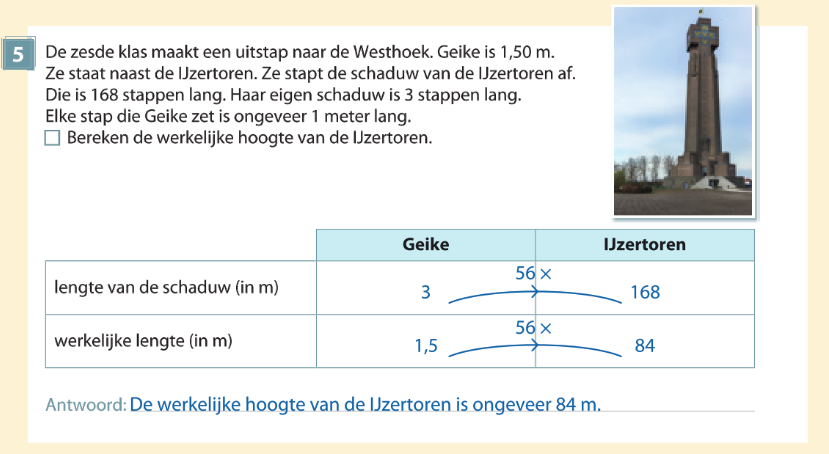 5
De zesde klas maakt een uitstap naar de Westhoek. Geike is 1,50 m.
Ze staat naast de IJzertoren. Ze stapt de schaduw van de IJzertoren af.
Die is 168 stappen lang. Haar eigen schaduw is 3 stappen lang.
Elke stap die Geike zet is ongeveer 1 meter lang.
☐ Bereken de werkelijke hoogte van de IJzertoren.
Geike IJzertoren
56 ×
lengte van de schaduw (in m) 3 168
56 ×
werkelijke lengte (in m) 1,5 84
Antwoord: De werkelijke hoogte van de IJzertoren is ongeveer 84 m.